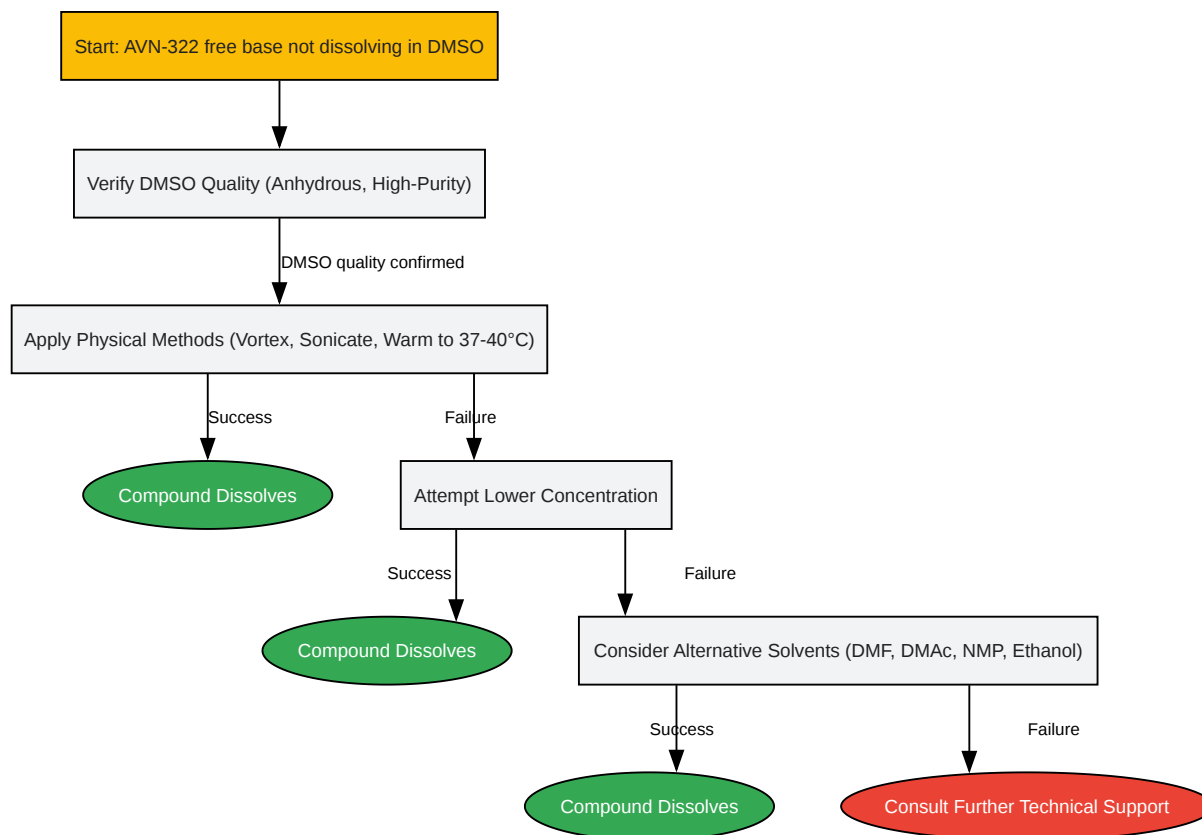 Start: AVN-322 free base not dissolving in DMSO
Verify DMSO Quality (Anhydrous, High-Purity)
DMSO quality confirmed
Apply Physical Methods (Vortex, Sonicate, Warm to 37-40°C)
Success
Failure
Compound Dissolves
Attempt Lower Concentration
Success
Failure
Compound Dissolves
Consider Alternative Solvents (DMF, DMAc, NMP, Ethanol)
Success
Failure
Compound Dissolves
Consult Further Technical Support